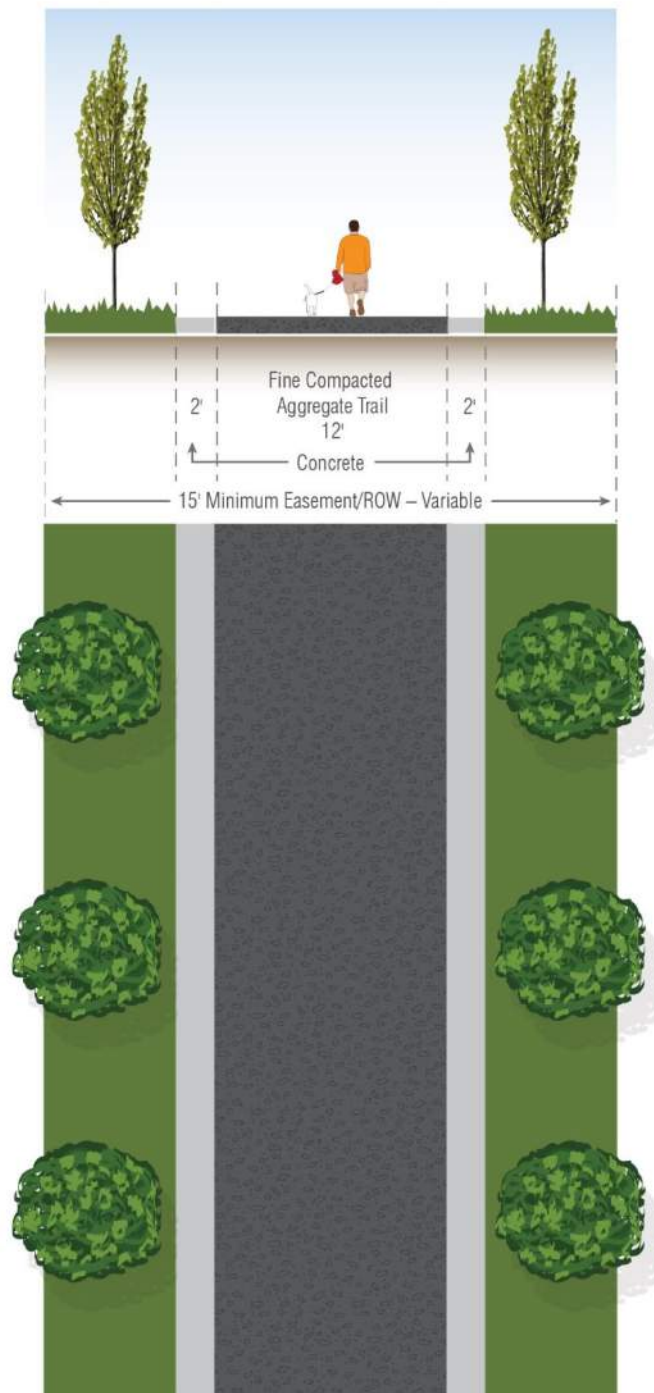 Fine Compacted
2' Aggregate Trail 2'
12'
Concrete
15' Minimum Easement/ROW – Variable